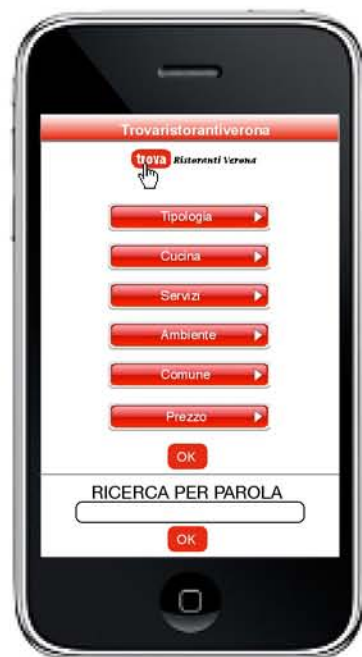 Trovaristorantiverona
trova Ristoranti Verona
Tipologia
Cucina
Servizi
Ambiente
Comune
Prezzo
OK
RICERCA PER PAROLA
OK